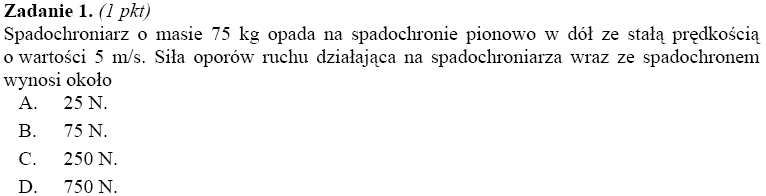 Zadanie 1. (1 pkt)
Spadochroniarz o masie 75 kg opada na spadochronie pionowo w dół ze stałą prędkością
o wartości 5 m/s. Siła oporów ruchu działająca na spadochroniarza wraz ze spadochronem
wynosi około
A. 25 N.
B. 75 N.
C. 250 N.
D. 750 N.